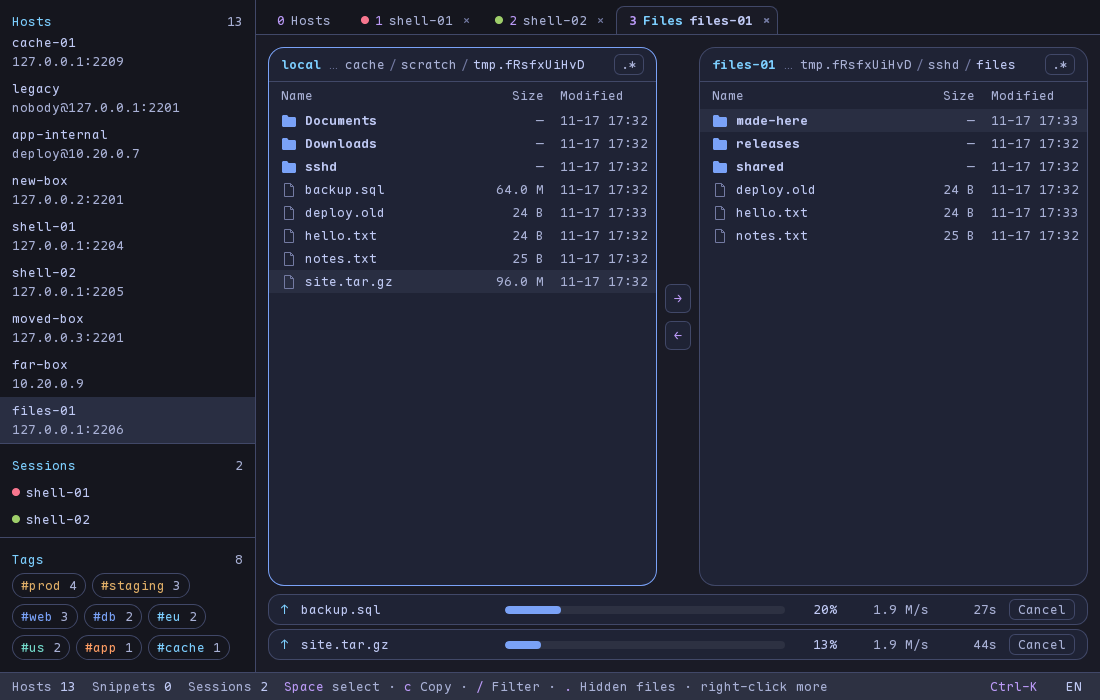 Hosts 13
cache-01
127.0.0.1:2209
legacy
nobody@127.0.0.1:2201
app-internal
deploy@10.20.0.7
new-box
127.0.0.2:2201
shell-01
127.0.0.1:2204
shell-02
127.0.0.1:2205
moved-box
127.0.0.3:2201
far-box
10.20.0.9
files-01
127.0.0.1:2206
Sessions 2
shell-01
shell-02
Tags 8
#prod 4 #staging 3
#web 3 #db 2 #eu 2
#us 2 #app 1 #cache 1
0 Hosts 1 shell-01 × 2 shell-02 × 3 Files files-01 ×
local … cache / scratch / tmp.fRsfxUiHvD .*
Name Size Modified
Documents — 11-17 17:32
Downloads — 11-17 17:32
sshd — 11-17 17:32
backup.sql 64.0 M 11-17 17:32
deploy.old 24 B 11-17 17:33
hello.txt 24 B 11-17 17:32
notes.txt 25 B 11-17 17:32
site.tar.gz 96.0 M 11-17 17:32
→
←
files-01 … tmp.fRsfxUiHvD / sshd / files .*
Name Size Modified
made-here — 11-17 17:33
releases — 11-17 17:32
shared — 11-17 17:32
deploy.old 24 B 11-17 17:32
hello.txt 24 B 11-17 17:33
notes.txt 25 B 11-17 17:32
↑ backup.sql 20% 1.9 M/s 27s Cancel
↑ site.tar.gz 13% 1.9 M/s 44s Cancel
Hosts 13 Snippets 0 Sessions 2 Space select · c Copy · / Filter · . Hidden files · right-click more Ctrl-K EN